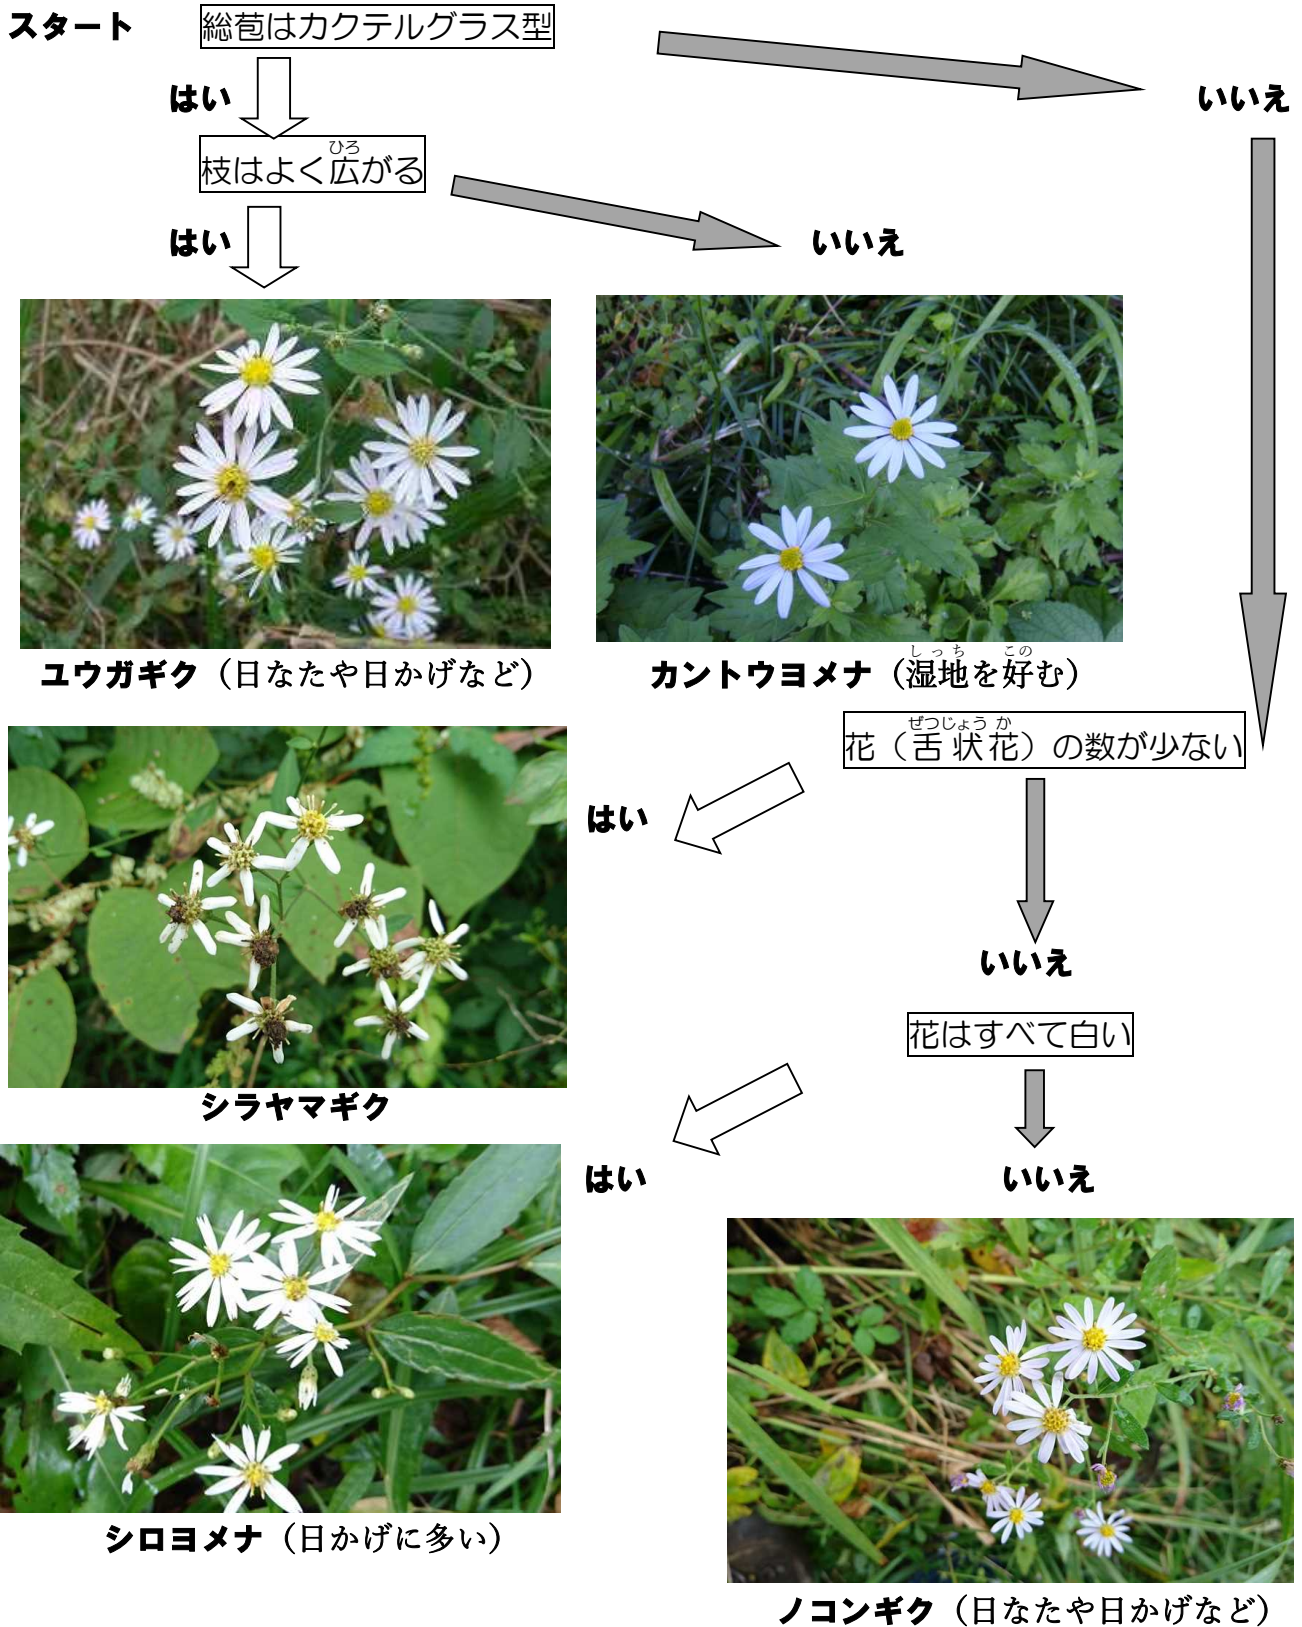 スタート
総苞はカクテルグラス型
はい
いいえ
ひろ
枝はよく広がる
はい
いいえ
ユウガギク（日なたや日かげなど）
しっち この
カントウヨメナ（湿地を好む）
ぜつじょうか
花（舌状花）の数が少ない
はい
いいえ
シラヤマギク
花はすべて白い
はい
いいえ
シロヨメナ（日かげに多い）
ノコンギク（日なたや日かげなど）